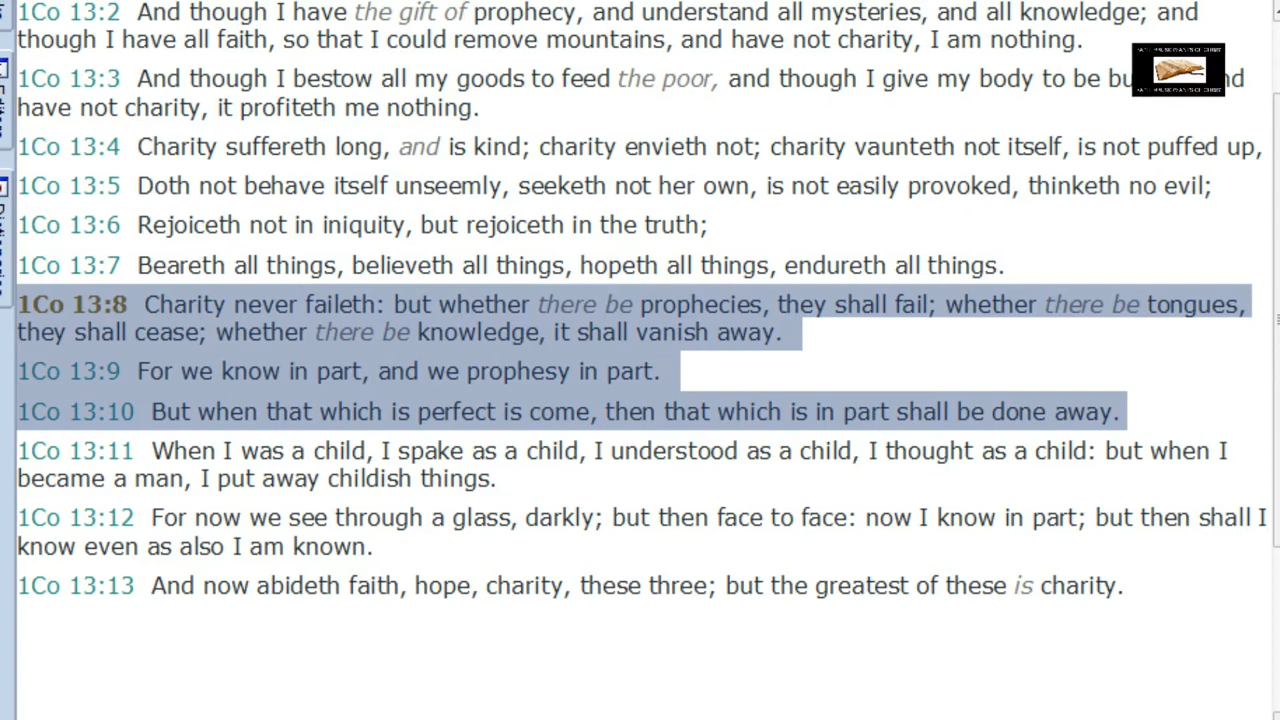 1Co 13:2 And though I have the gift of prophecy, and understand all mysteries, and all knowledge; and
though I have all faith, so that I could remove mountains, and have not charity, I am nothing.
1Co 13:3 And though I bestow all my goods to feed the poor, and though I give my body to be
have not charity, it profiteth me nothing.
1Co 13:4 Charity suffereth long, and is kind; charity envieth not; charity vaunteth not itself, is not puffed up,
1Co 13:5 Doth not behave itself unseemly, seeketh not her own, is not easily provoked, thinketh no evil;
1Co 13:6 Rejoiceth not in iniquity, but rejoiceth in the truth;
1Co 13:7 Beareth all things, believeth all things, hopeth all things, endureth all things.
1Co 13:8 Charity never faileth: but whether there be prophecies, they shall fail; whether there be tongues,
they shall cease; whether there be knowledge, it shall vanish away.
1Co 13:9 For we know in part, and we prophesy in part.
1Co 13:10 But when that which is perfect is come, then that which is in part shall be done away.
1Co 13:11 When I was a child, I spake as a child, I understood as a child, I thought as a child: but when I
became a man, I put away childish things.
1Co 13:12 For now we see through a glass, darkly; but then face to face: now I know in part; but then shall I
know even as also I am known.
1Co 13:13 And now abideth faith, hope, charity, these three; but the greatest of these is charity.